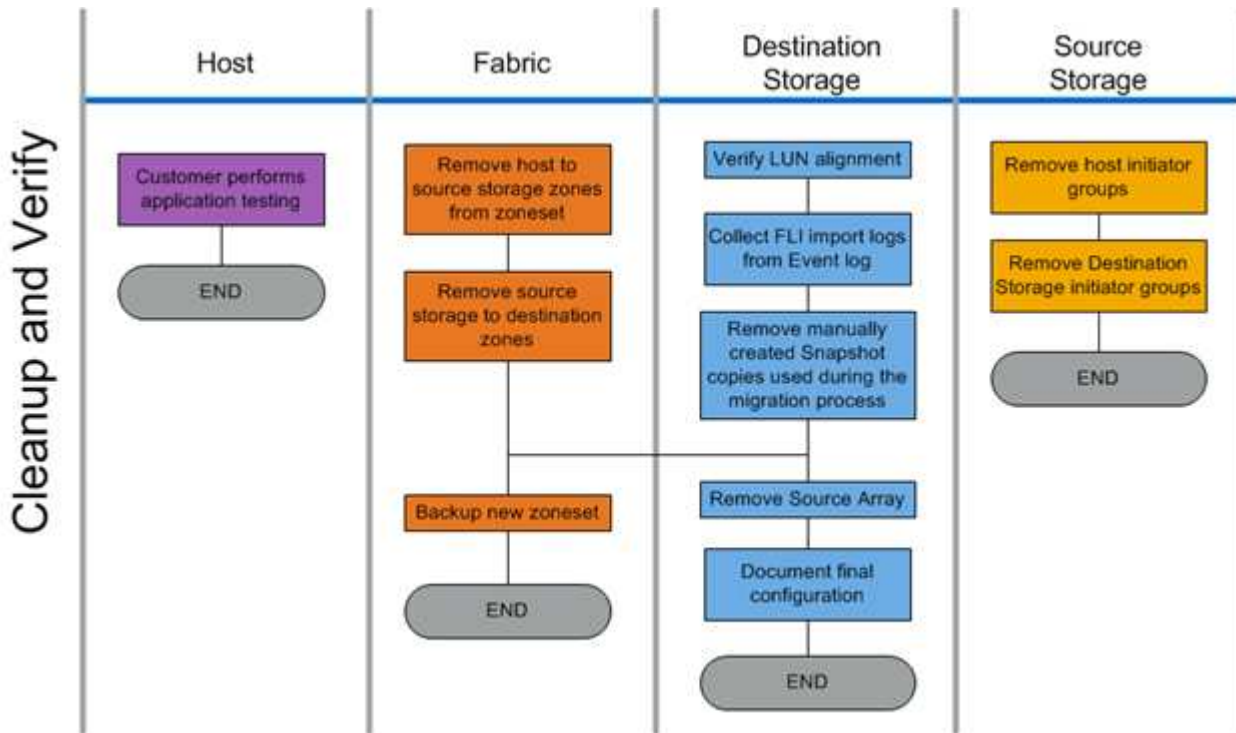 Cleanup and Verify
Host
Fabric
Destination
Storage
Source
Storage
Customer performs
application testing
END
Remove host to
source storage zones
from zoneset
Remove source
storage to destination
zones
Backup new zoneset
END
Verify LUN alignment
Collect FLI import logs
from Event log
Remove manually
created Snapshot
copies used during the
migration process
Remove Source Array
Document final
configuration
END
Remove host initiator
groups
Remove Destination
Storage initiator groups
END